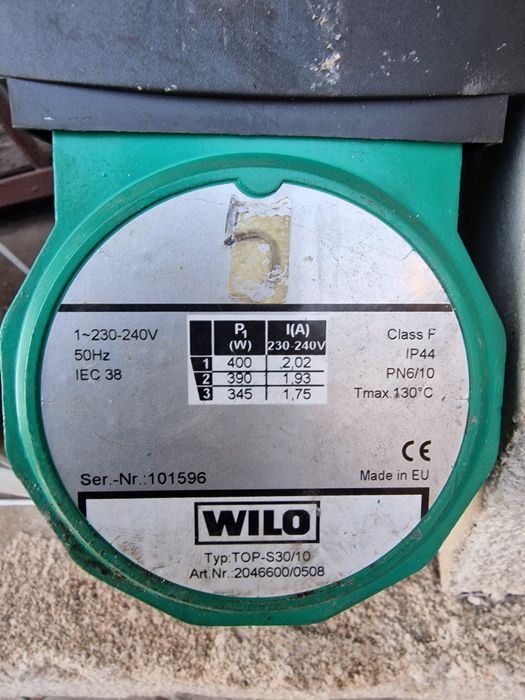 1~230-240V
50Hz
IEC 38
P1 I(A)
(W) 230-240V
1 400 2,02
2 390 1,93
3 345 1,75
Class F
IP44
PN6/10
Tmax.130°C
CE
Ser.-Nr.:101596
Made in EU
WILO
Typ:TOP-S30/10
Art.Nr.:2046600/0508